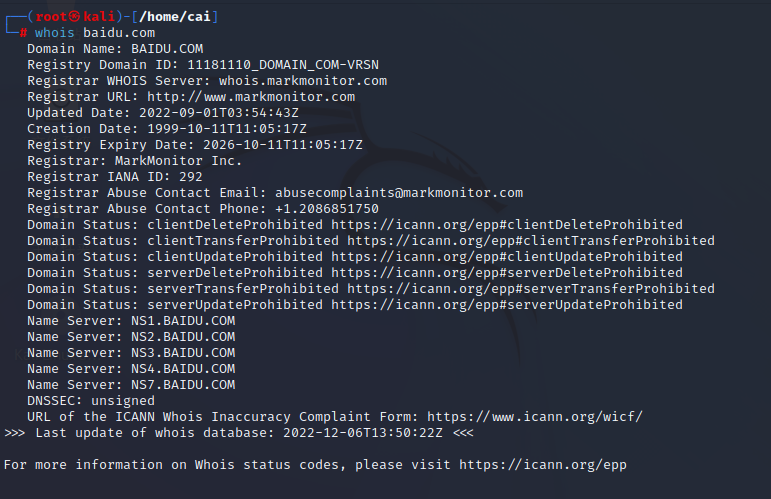 ┌──(root㉿kali)-[/home/cai]
└─# whois baidu.com
Domain Name: BAIDU.COM
Registry Domain ID: 11181110_DOMAIN_COM-VRSN
Registrar WHOIS Server: whois.markmonitor.com
Registrar URL: http://www.markmonitor.com
Updated Date: 2022-09-01T03:54:43Z
Creation Date: 1999-10-11T11:05:17Z
Registry Expiry Date: 2026-10-11T11:05:17Z
Registrar: MarkMonitor Inc.
Registrar IANA ID: 292
Registrar Abuse Contact Email: abusecomplaints@markmonitor.com
Registrar Abuse Contact Phone: +1.2086851750
Domain Status: clientDeleteProhibited https://icann.org/epp#clientDeleteProhibited
Domain Status: clientTransferProhibited https://icann.org/epp#clientTransferProhibited
Domain Status: clientUpdateProhibited https://icann.org/epp#clientUpdateProhibited
Domain Status: serverDeleteProhibited https://icann.org/epp#serverDeleteProhibited
Domain Status: serverTransferProhibited https://icann.org/epp#serverTransferProhibited
Domain Status: serverUpdateProhibited https://icann.org/epp#serverUpdateProhibited
Name Server: NS1.BAIDU.COM
Name Server: NS2.BAIDU.COM
Name Server: NS3.BAIDU.COM
Name Server: NS4.BAIDU.COM
Name Server: NS7.BAIDU.COM
DNSSEC: unsigned
URL of the ICANN Whois Inaccuracy Complaint Form: https://www.icann.org/wicf/
>>> Last update of whois database: 2022-12-06T13:50:22Z <<<
For more information on Whois status codes, please visit https://icann.org/epp